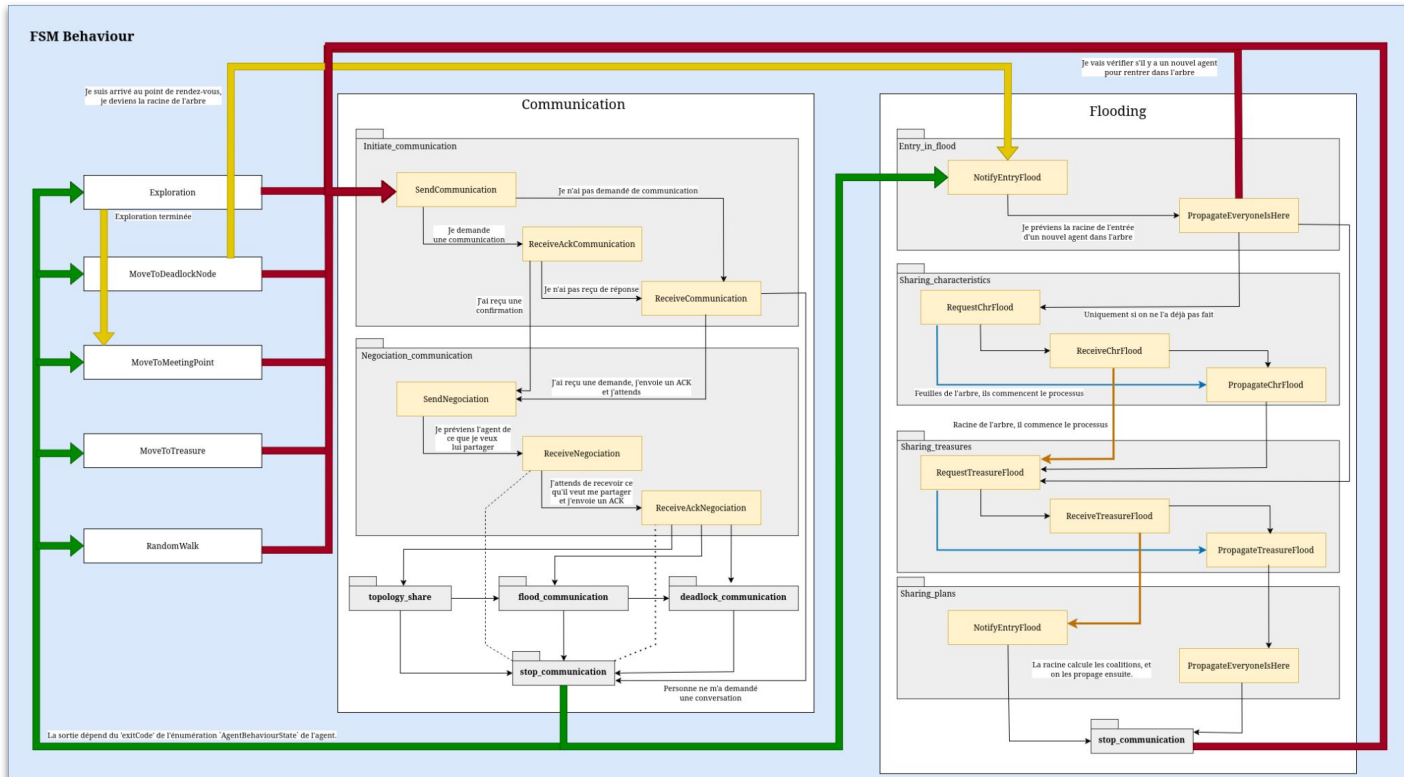 FSM Behaviour
Je suis arrivé au point de rendez-vous,
je deviens la racine de l'arbre
Exploration
Exploration terminée
MoveToDeadlockNode
MoveToMeetingPoint
MoveToTreasure
RandomWalk
La sortie dépend du 'exitCode' de l'énumération `AgentBehaviourState` de l'agent.
Communication
Initiate_communication
SendCommunication
Je n'ai pas demandé de communication
Je demande
une communication
ReceiveAckCommunication
Je n'ai pas reçu de réponse
ReceiveCommunication
J'ai reçu une
confirmation
Negociation_communication
J'ai reçu une demande, j'envoie un ACK
et j'attends
SendNegociation
Je préviens l'agent de
ce que je veux
lui partager
ReceiveNegociation
J'attends de recevoir ce
qu'il veut me partager
et j'envoie un ACK
ReceiveAckNegociation
topology_share
flood_communication
deadlock_communication
stop_communication
Personne ne m'a demandé
une conversation
Je vais vérifier s'il y a un nouvel agent
pour rentrer dans l'arbre
Flooding
Entry_in_flood
NotifyEntryFlood
PropagateEveryoneIsHere
Je préviens la racine de l'entrée
d'un nouvel agent dans l'arbre
Sharing_characteristics
RequestChrFlood
Uniquement si on ne l'a déjà pas fait
ReceiveChrFlood
PropagateChrFlood
Feuilles de l'arbre, ils commencent le processus
Racine de l'arbre, il commence le processus
Sharing_treasures
RequestTreasureFlood
ReceiveTreasureFlood
PropagateTreasureFlood
Sharing_plans
NotifyEntryFlood
La racine calcule les coalitions, et
on les propage ensuite.
PropagateEveryoneIsHere
stop_communication